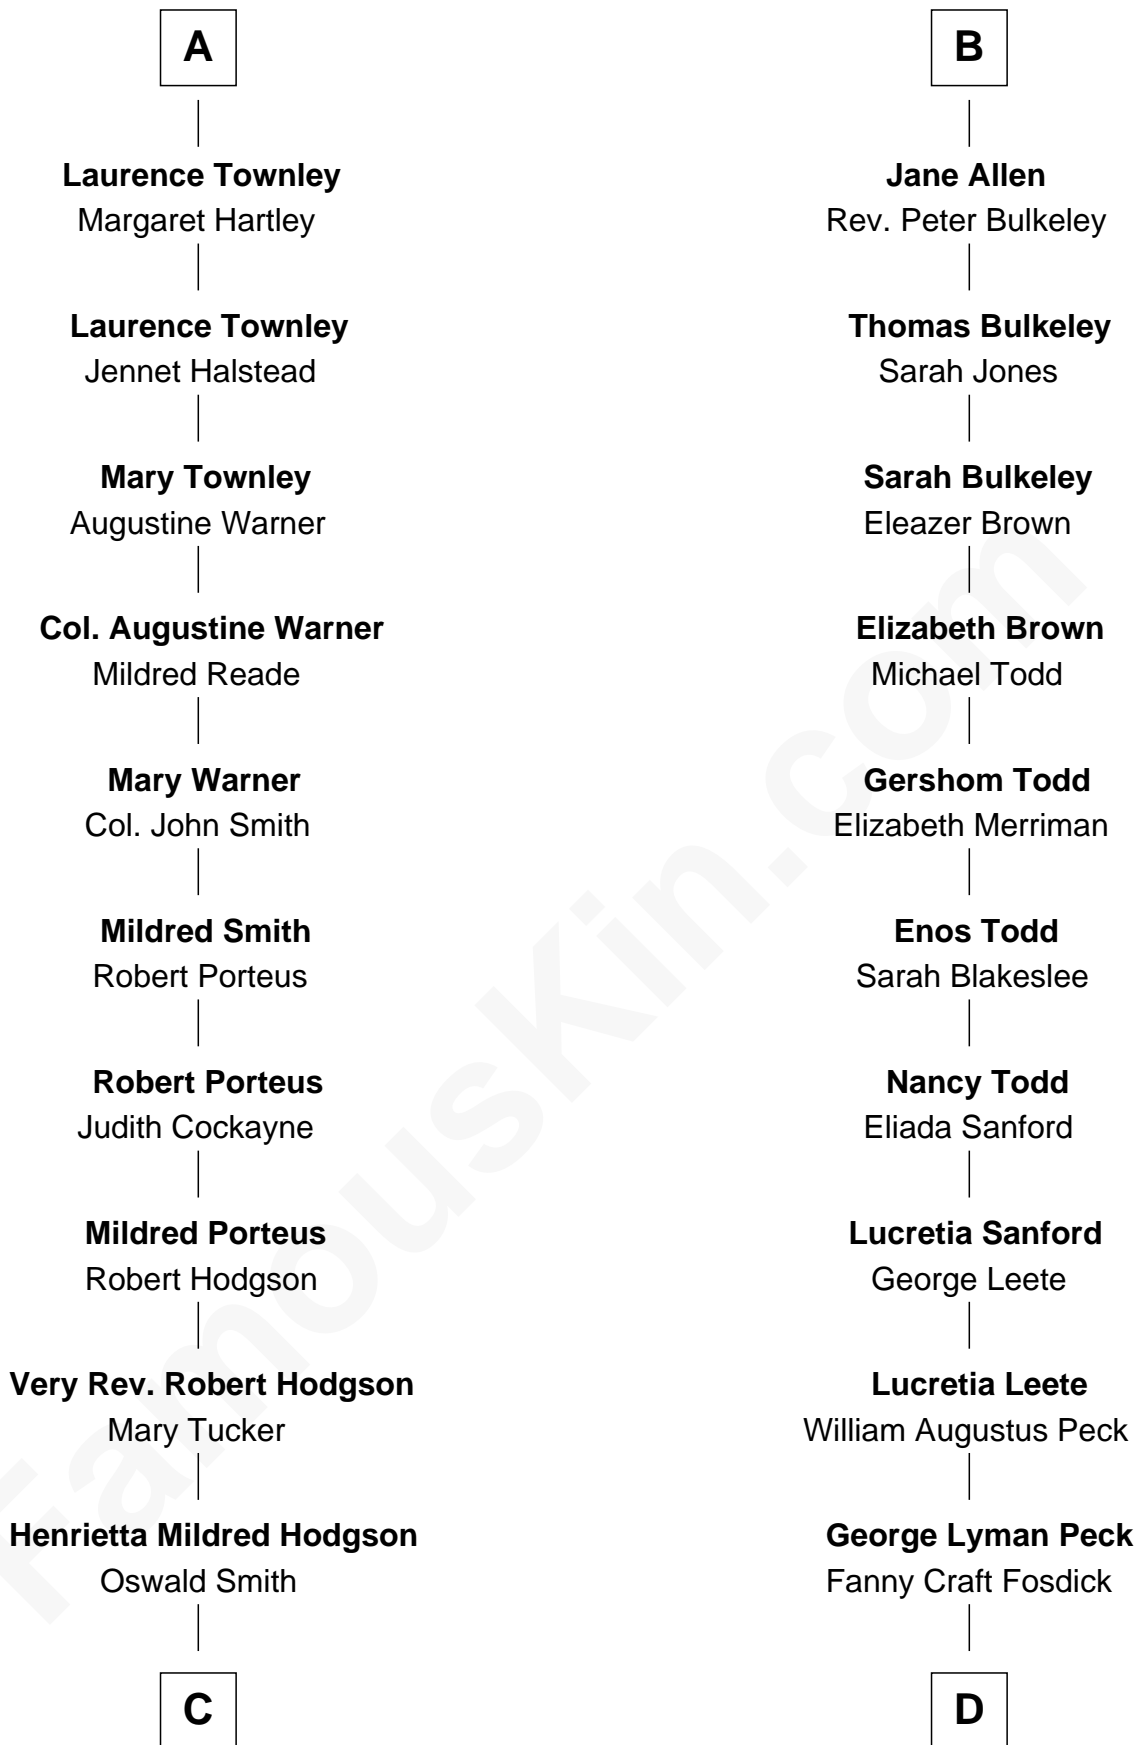 A
Laurence Townley
Margaret Hartley
Laurence Townley
Jennet Halstead
Mary Townley
Augustine Warner
Col. Augustine Warner
Mildred Reade
Mary Warner
Col. John Smith
Mildred Smith
Robert Porteus
Robert Porteus
Judith Cockayne
Mildred Porteus
Robert Hodgson
Very Rev. Robert Hodgson
Mary Tucker
Henrietta Mildred Hodgson
Oswald Smith
C
B
Jane Allen
Rev. Peter Bulkeley
Thomas Bulkeley
Sarah Jones
Sarah Bulkeley
Eleazer Brown
Elizabeth Brown
Michael Todd
Gershom Todd
Elizabeth Merriman
Enos Todd
Sarah Blakeslee
Nancy Todd
Eliada Sanford
Lucretia Sanford
George Leete
Lucretia Leete
William Augustus Peck
George Lyman Peck
Fanny Craft Fosdick
D
FamousKin.com